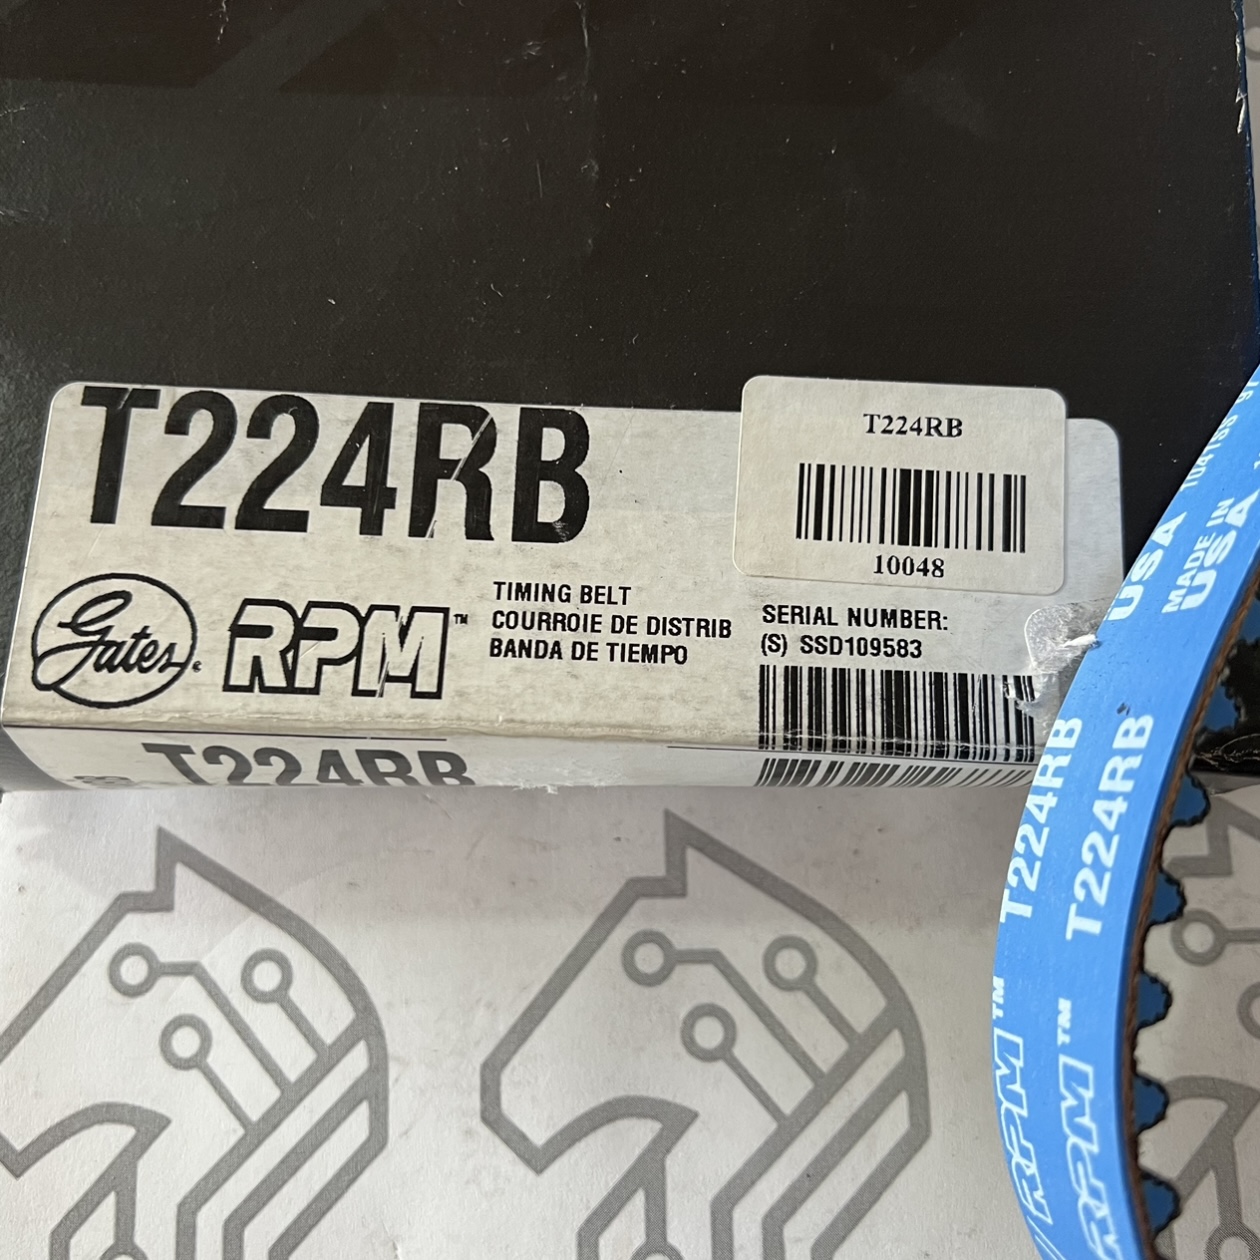 T224RB
T224RB
10048
Gates
RPM™
TIMING BELT
COURROIE DE DISTRIB
BANDA DE TIEMPO
SERIAL NUMBER:
(S) SSD109583
T224RB
USA
MADE IN
USA
T224RB
T224RB
RPM™
RPM™